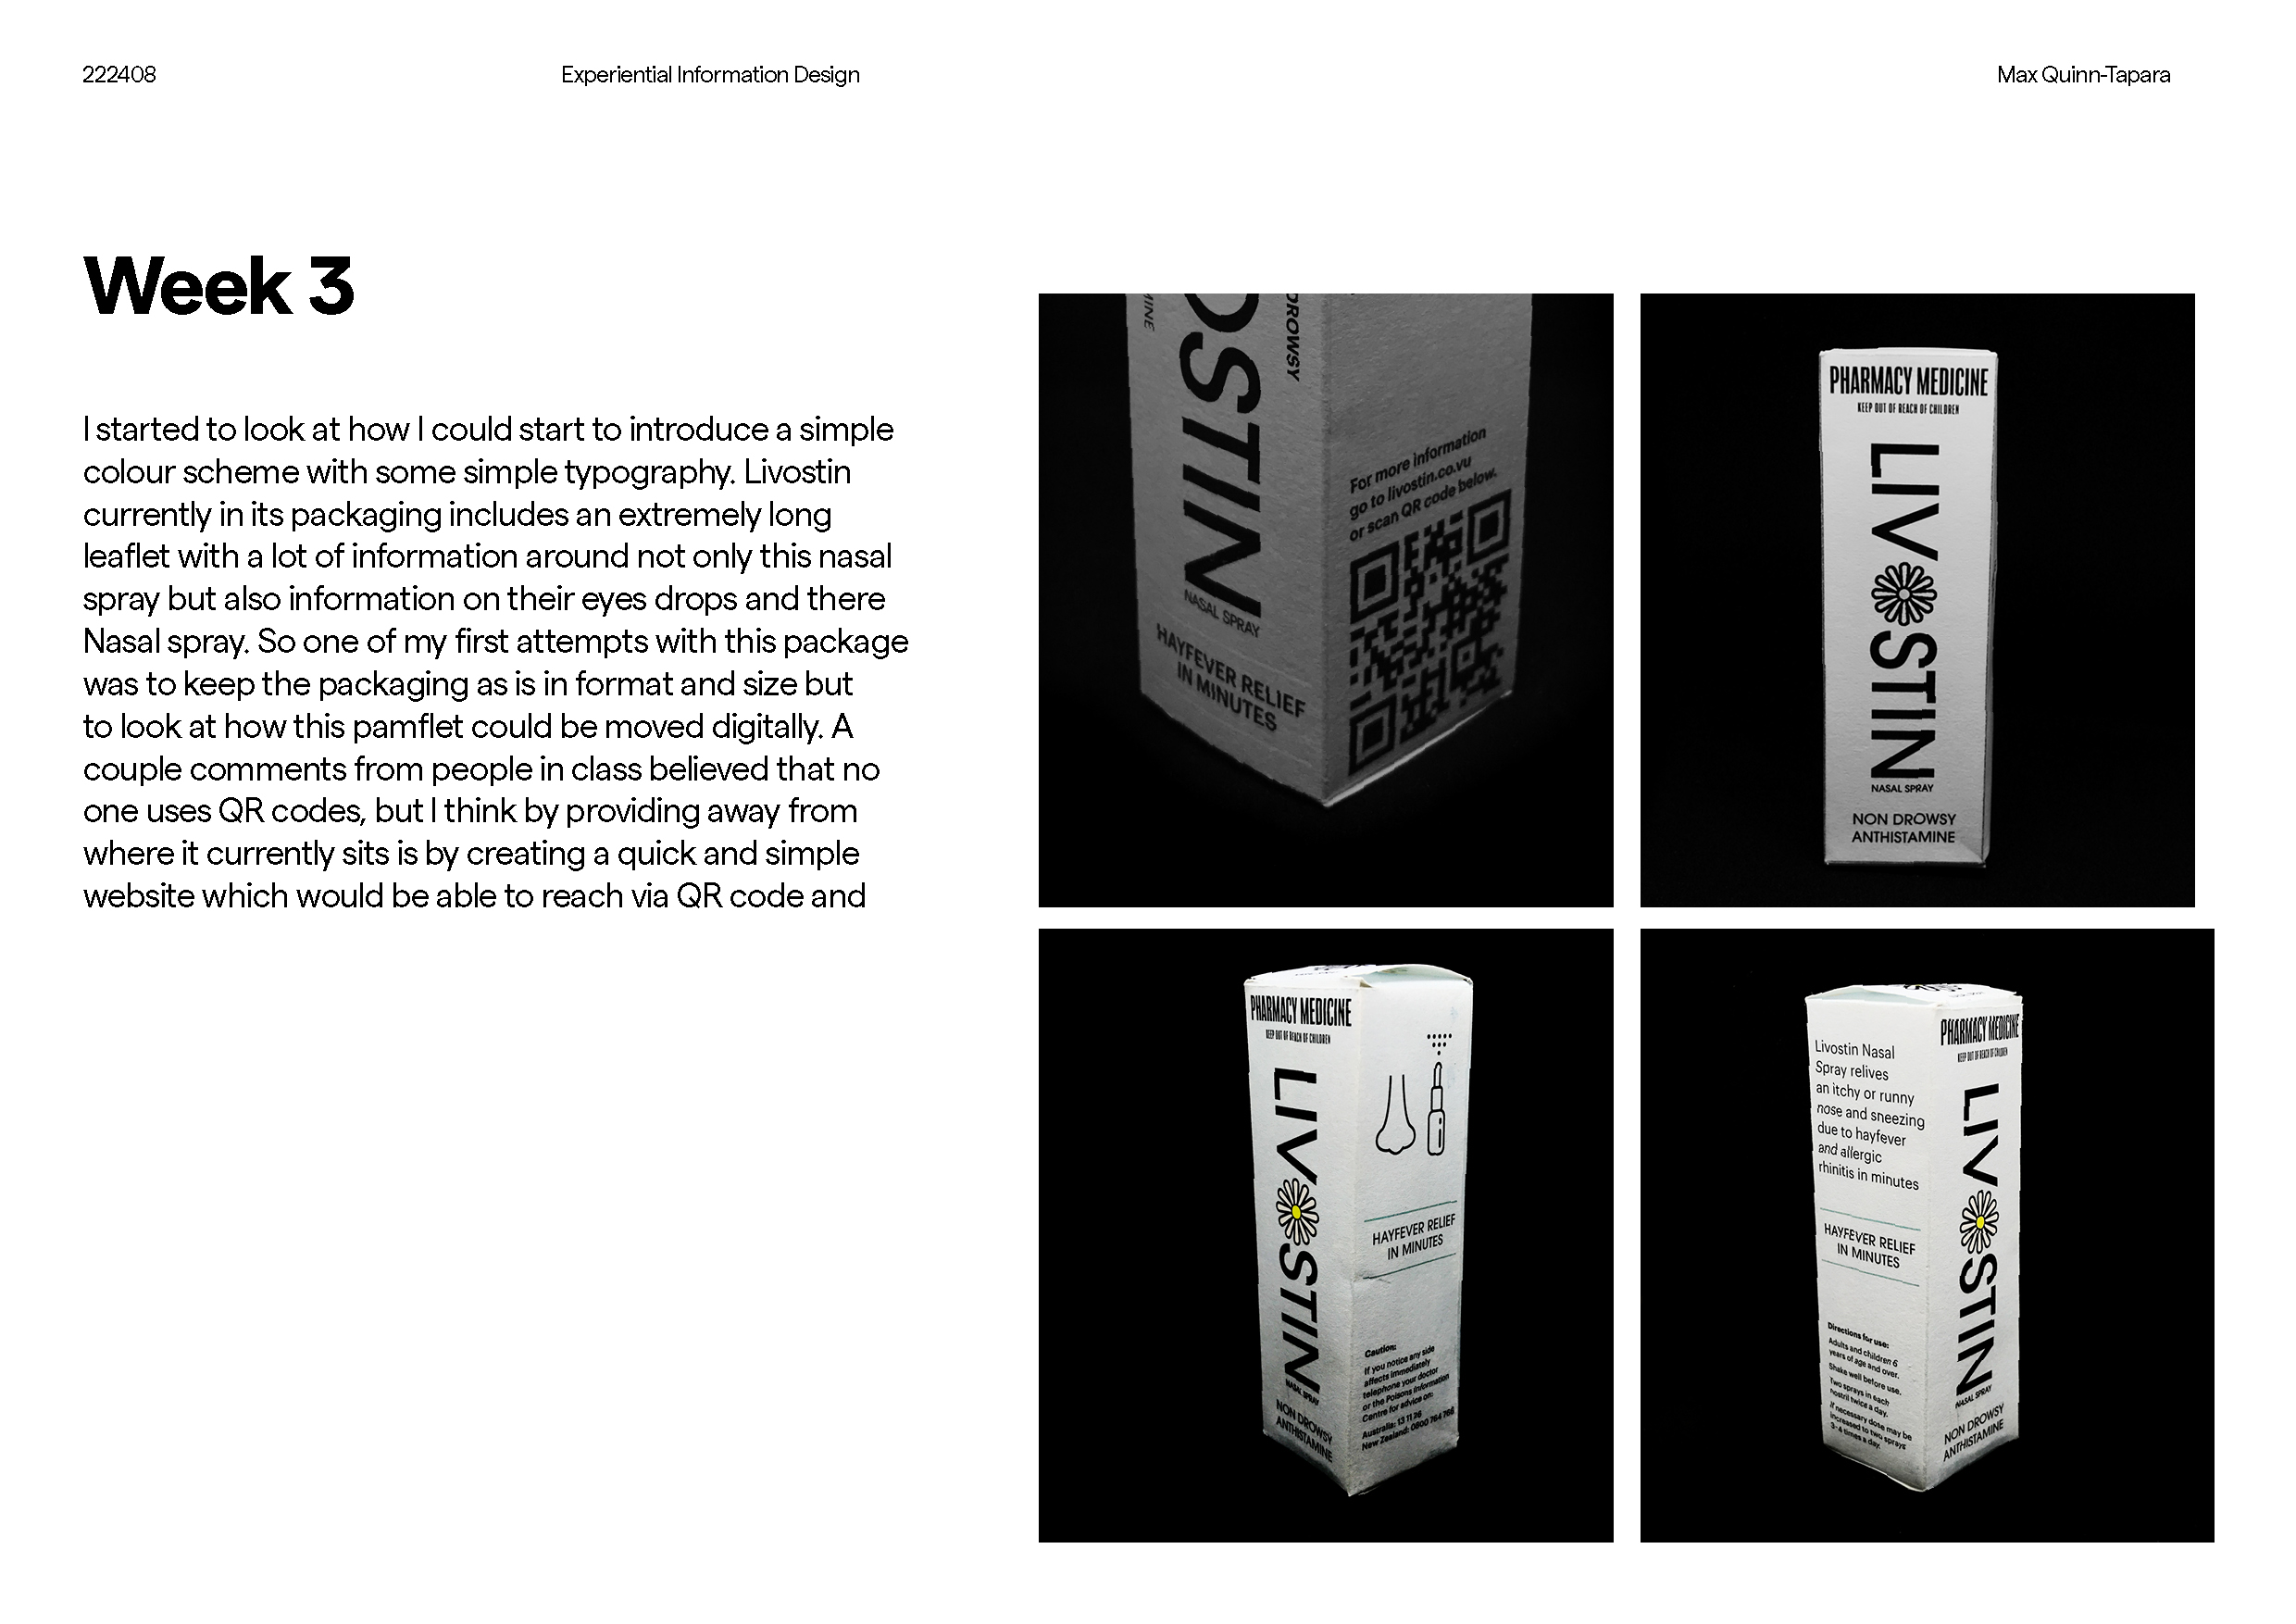 222408
Experiential Information Design
Max Quinn-Tapara
Week 3
I started to look at how I could start to introduce a simple
colour scheme with some simple typography. Livostin
currently in its packaging includes an extremely long
leaflet with a lot of information around not only this nasal
spray but also information on their eyes drops and there
Nasal spray. So one of my first attempts with this package
was to keep the packaging as is in format and size but
to look at how this pamflet could be moved digitally. A
couple comments from people in class believed that no
one uses QR codes, but I think by providing away from
where it currently sits is by creating a quick and simple
website which would be able to reach via QR code and
MINE
OSTIN
DROWSY
NASAL SPRAY
HAYFEVER RELIEF
IN MINUTES
For more information
go to livostin.co.vu
or scan QR code below.
PHARMACY MEDICINE
KEEP OUT OF REACH OF CHILDREN
LIV STIN
NASAL SPRAY
NON DROWSY
ANTHISTAMINE
PHARMACY MEDICINE
KEEP OUT OF REACH OF CHILDREN
LIV STIN
NASAL SPRAY
NON DROWSY
ANTHISTAMINE
HAYFEVER RELIEF
IN MINUTES
Caution:
If you notice any side
affects immediately
telephone your doctor
or the Poisons Information
Centre for advice on:
Australia: 13 11 26
New Zealand: 0800 764 766
Livostin Nasal
Spray relives
an itchy or runny
nose and sneezing
due to hayfever
and allergic
rhinitis in minutes
HAYFEVER RELIEF
IN MINUTES
Directions for use:
Adults and children 6
years of age and over.
Shake well before use.
Two sprays in each
nostril twice a day.
If necessary dose may be
increased to two sprays
3-4 times a day.
PHARMACY MEDICINE
KEEP OUT OF REACH OF CHILDREN
LIV STIN
NASAL SPRAY
NON DROWSY
ANTHISTAMINE